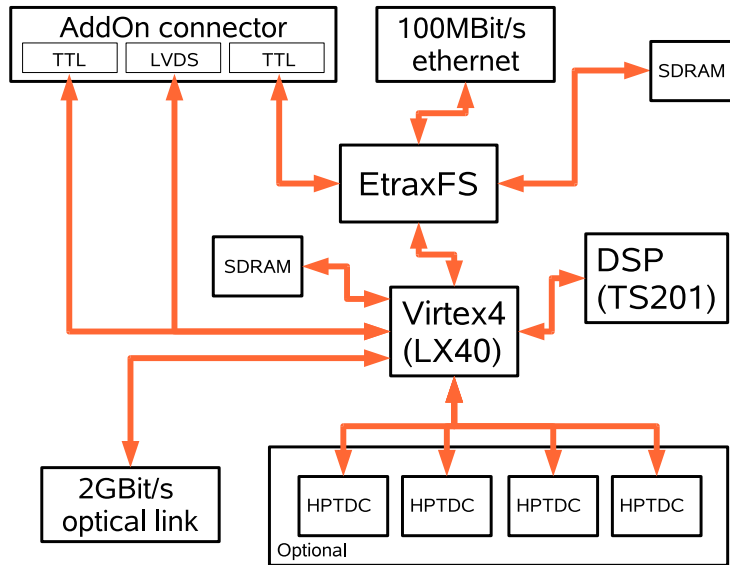 AddOn connector
TTL
LVDS
TTL
100MBit/s
ethernet
SDRAM
EtraxFS
SDRAM
DSP
(TS201)
Virtex4
(LX40)
2GBit/s
optical link
HPTDC
HPTDC
HPTDC
HPTDC
Optional